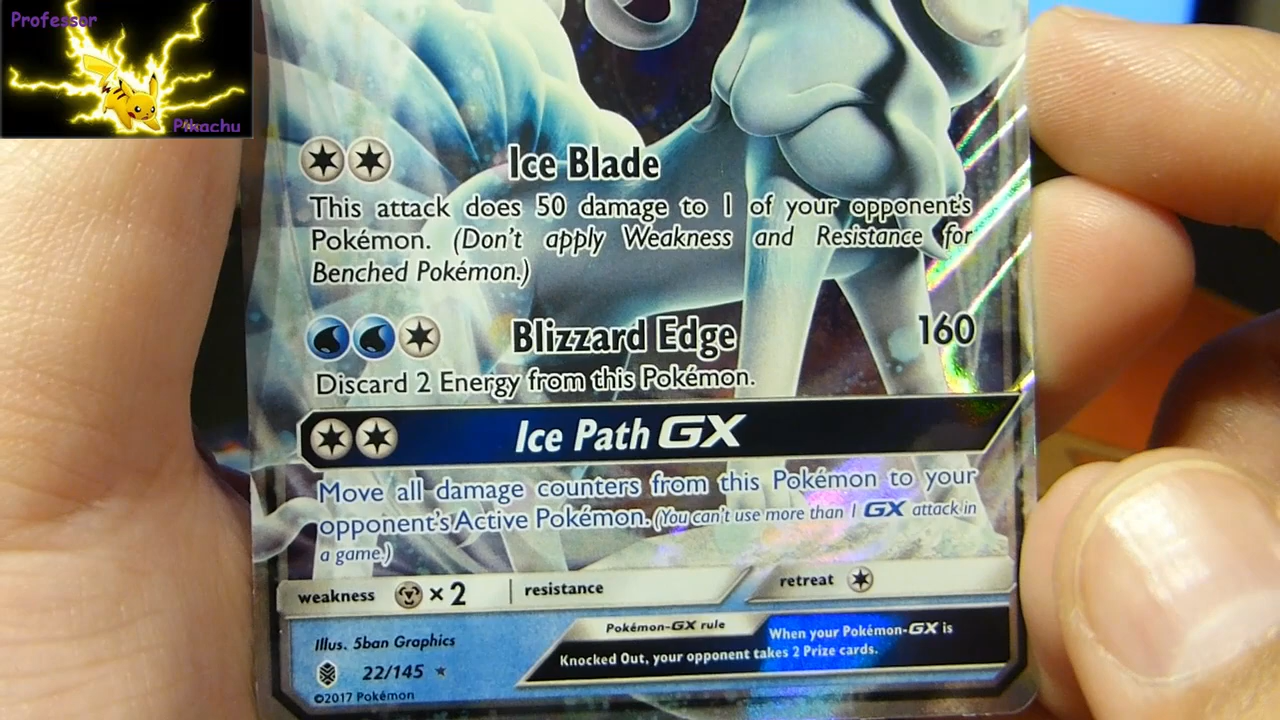 Professor
Pikachu
Ice Blade
This attack does 50 damage to 1 of your opponent's
Pokémon. (Don't apply Weakness and Resistance for
Benched Pokémon.)
Blizzard Edge 160
Discard 2 Energy from this Pokémon.
Ice Path GX
Move all damage counters from this Pokémon to your
opponent's Active Pokémon. (You can't use more than 1 GX attack in
a game.)
weakness ×2 resistance retreat
Illus. 5ban Graphics
Pokémon-GX rule
When your Pokémon-GX is
Knocked Out, your opponent takes 2 Prize cards.
22/145
©2017 Pokémon